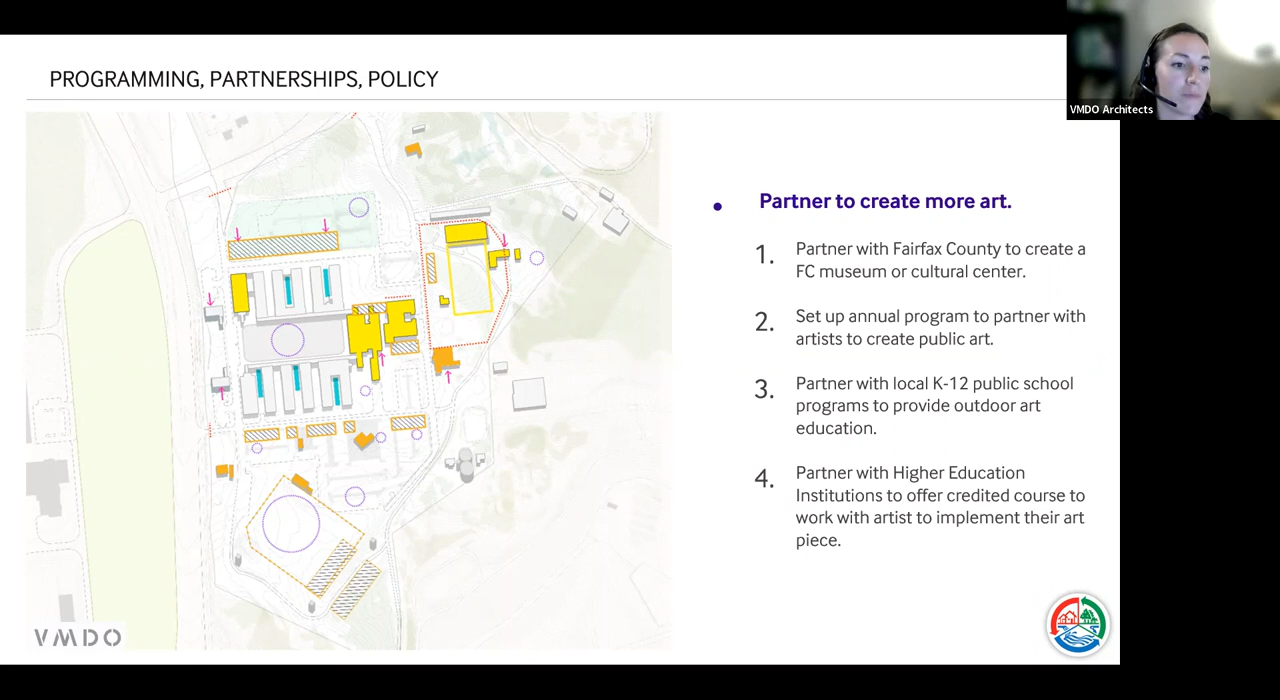 PROGRAMMING, PARTNERSHIPS, POLICY
VMDO Architects
• Partner to create more art.
1. Partner with Fairfax County to create a
FC museum or cultural center.
2. Set up annual program to partner with
artists to create public art.
3. Partner with local K-12 public school
programs to provide outdoor art
education.
4. Partner with Higher Education
Institutions to offer credited course to
work with artist to implement their art
piece.
VMDO